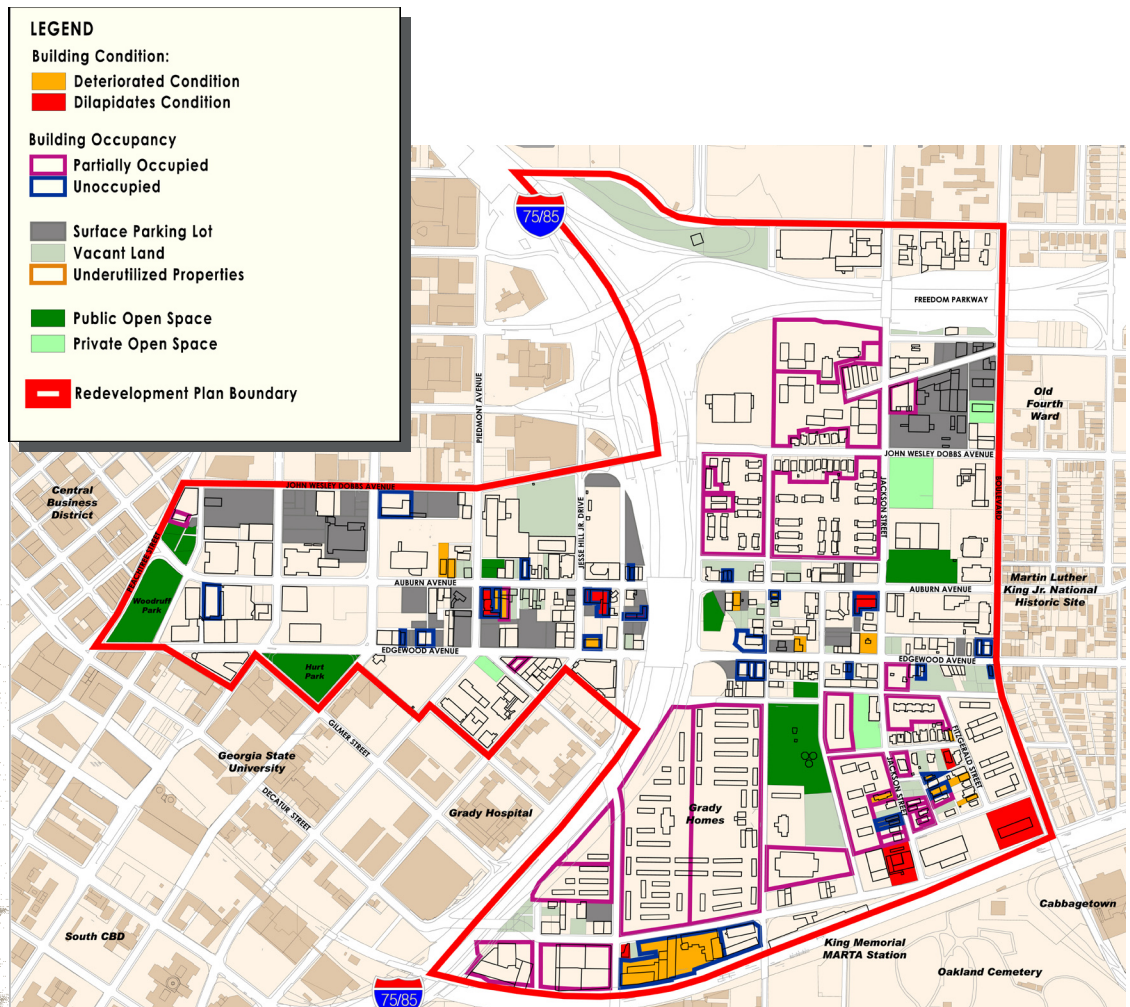 LEGEND
Building Condition:
Deteriorated Condition
Dilapidates Condition
Building Occupancy
Partially Occupied
Unoccupied
Surface Parking Lot
Vacant Land
Underutilized Properties
Public Open Space
Private Open Space
Redevelopment Plan Boundary
75/85
FREEDOM PARKWAY
PIEDMONT AVENUE
Old
Fourth
Ward
JOHN WESLEY DOBBS AVENUE
JACKSON STREET
BOULEVARD
Central
Business
District
JOHN WESLEY DOBBS AVENUE
JESSE HILL JR. DRIVE
PEACHTREE STREET
AUBURN AVENUE
AUBURN AVENUE
Woodruff
Park
Martin Luther
King Jr. National
Historic Site
EDGEWOOD AVENUE
EDGEWOOD AVENUE
Hurt
Park
GILMER STREET
Georgia State
University
DECATUR STREET
FITZGERALD STREET
JACKSON STREET
Grady Hospital
Grady
Homes
Cabbagetown
South CBD
King Memorial
MARTA Station
Oakland Cemetery
75/85